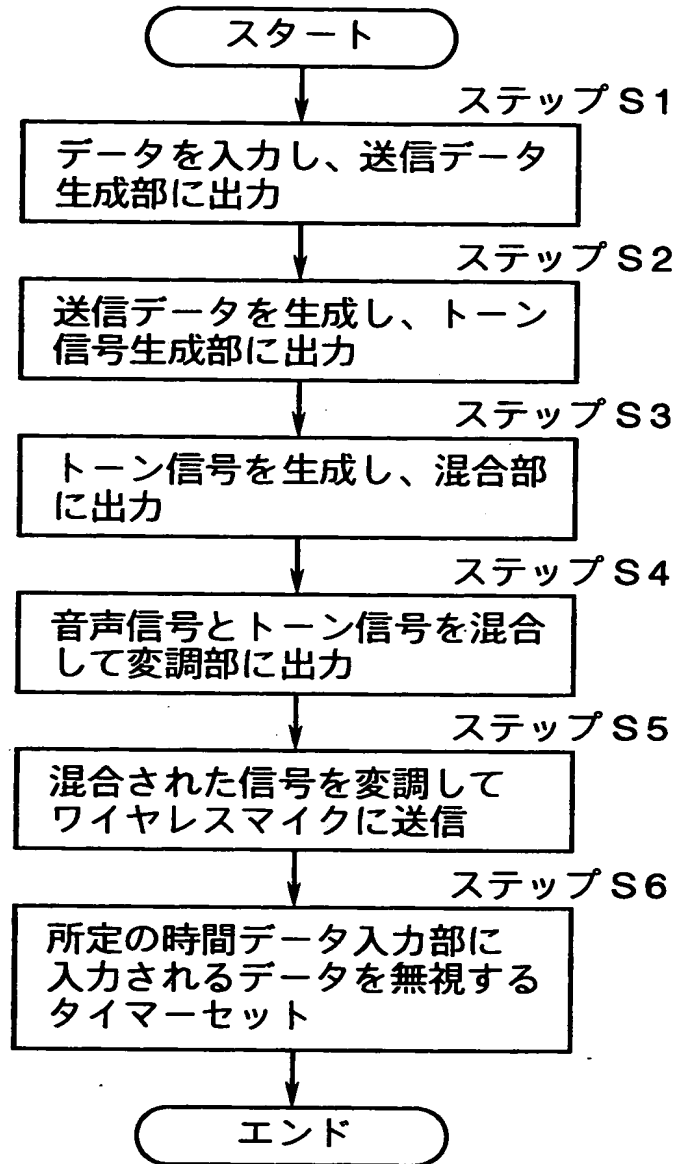 スタート
ステップS1
データを入力し、送信データ
生成部に出力
ステップS2
送信データを生成し、トーン
信号生成部に出力
ステップS3
トーン信号を生成し、混合部
に出力
ステップS4
音声信号とトーン信号を混合
して変調部に出力
ステップS5
混合された信号を変調して
ワイヤレスマイクに送信
ステップS6
所定の時間データ入力部に
入力されるデータを無視する
タイマーセット
エンド